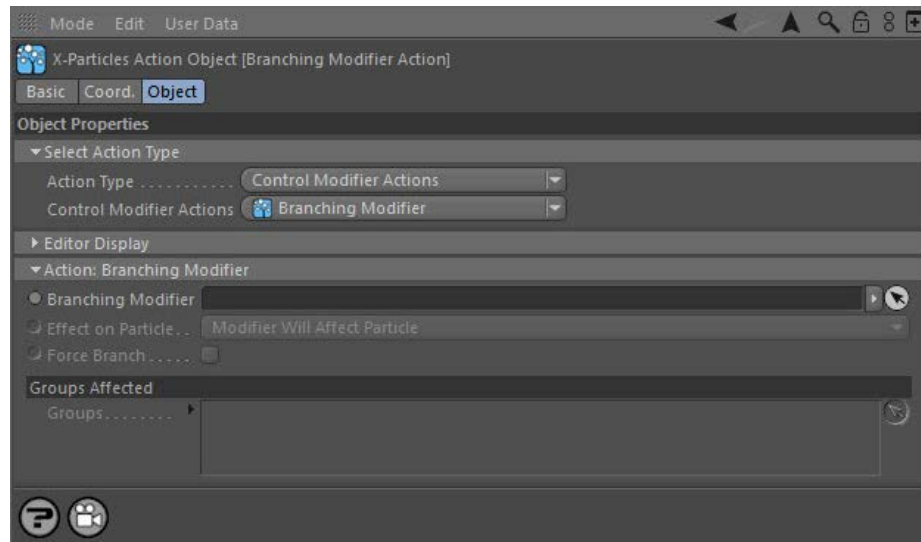 Mode Edit User Data
X-Particles Action Object [Branching Modifier Action]
Basic Coord. Object
Object Properties
Select Action Type
Action Type . . . . . . . . . . . Control Modifier Actions
Control Modifier Actions Branching Modifier
Editor Display
Action: Branching Modifier
Branching Modifier
Effect on Particle . . Modifier Will Affect Particle
Force Branch . . . . .
Groups Affected
Groups. . . . . . . .